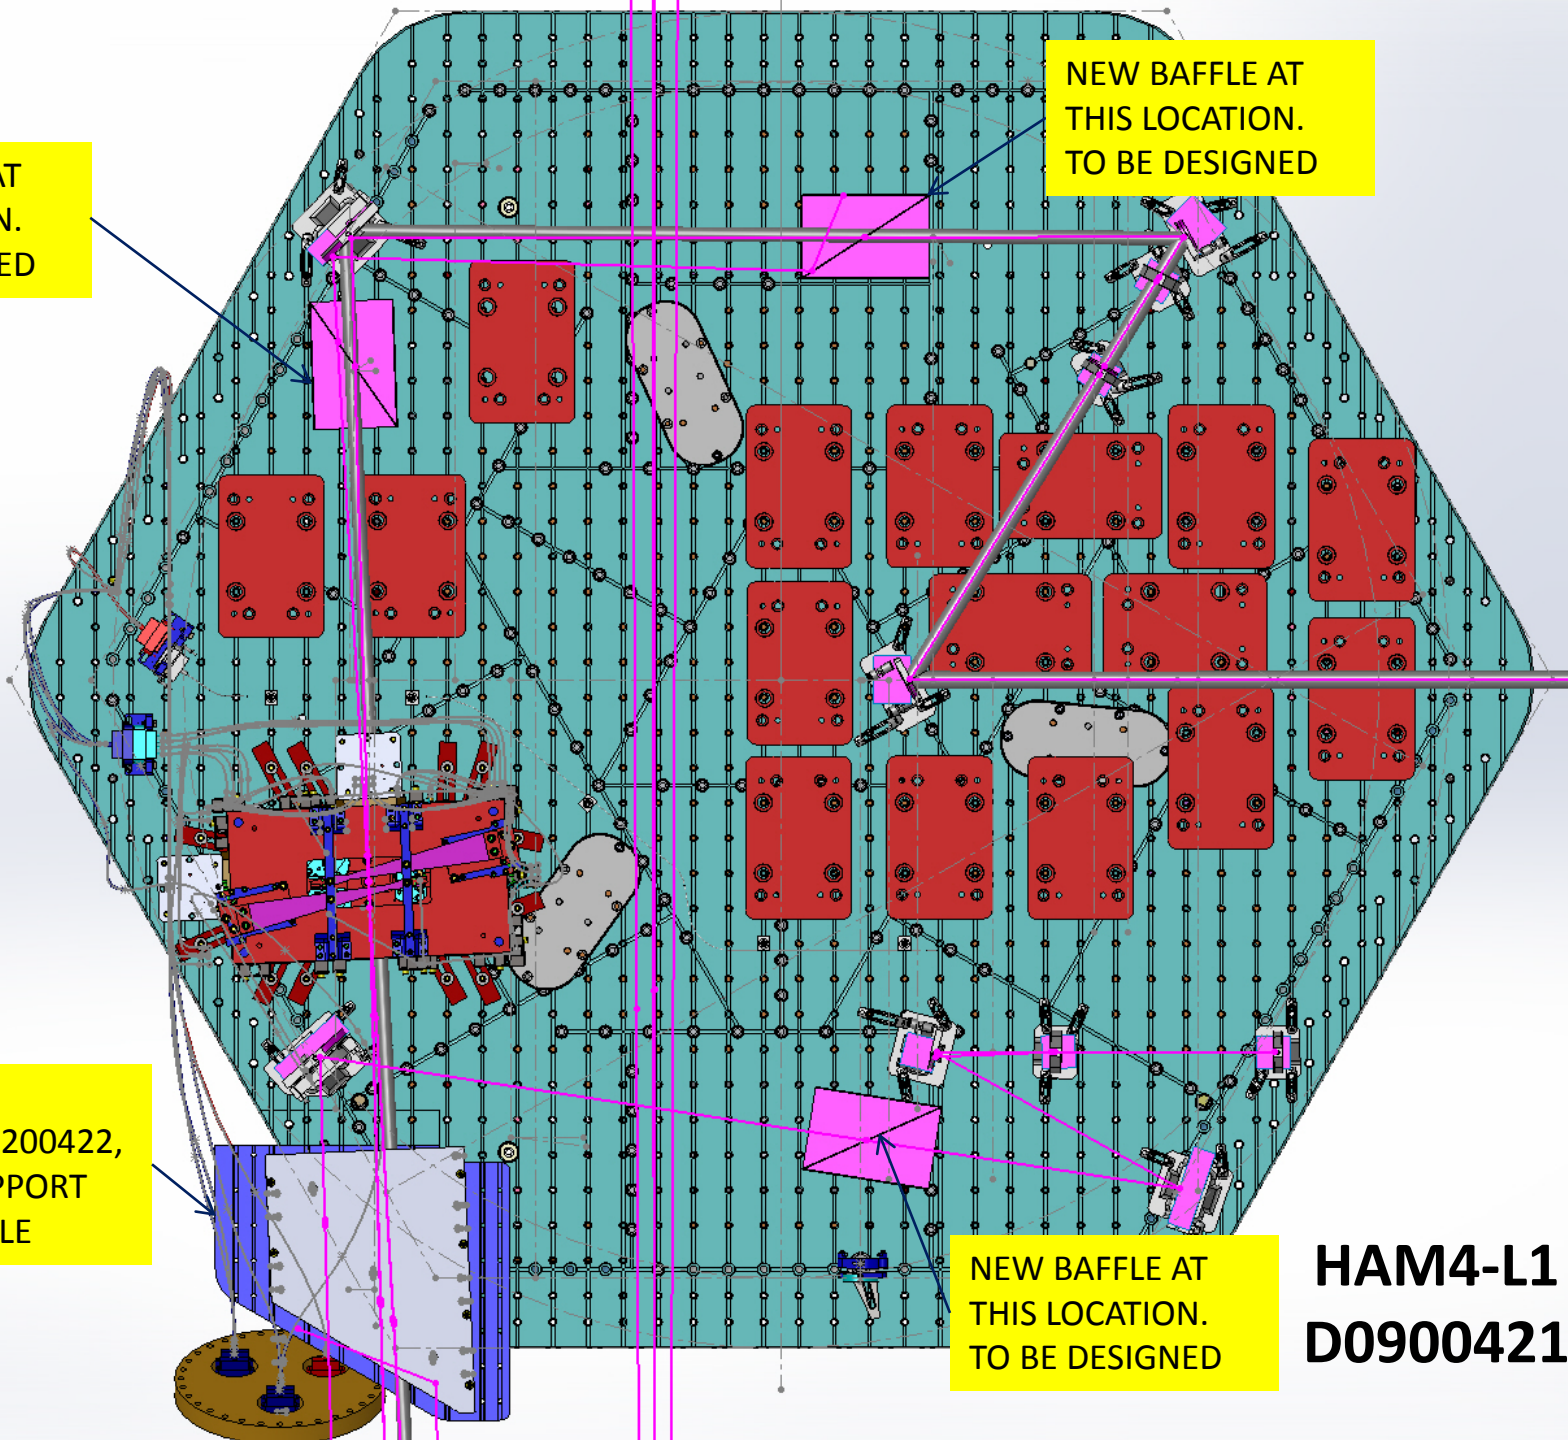 NEW BAFFLE AT
THIS LOCATION.
TO BE DESIGNED
AT
N.
ED
200422,
PPORT
LE
NEW BAFFLE AT
THIS LOCATION.
TO BE DESIGNED
HAM4-L1
D0900421